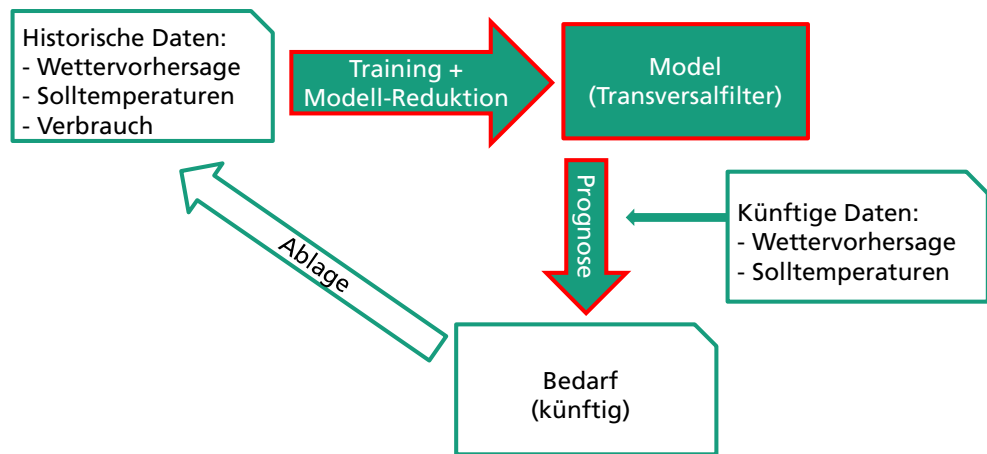 Historische Daten:
- Wettervorhersage
- Solltemperaturen
- Verbrauch
Training +
Modell-Reduktion
Model
(Transversalfilter)
Prognose
Künftige Daten:
- Wettervorhersage
- Solltemperaturen
Ablage
Bedarf
(künftig)